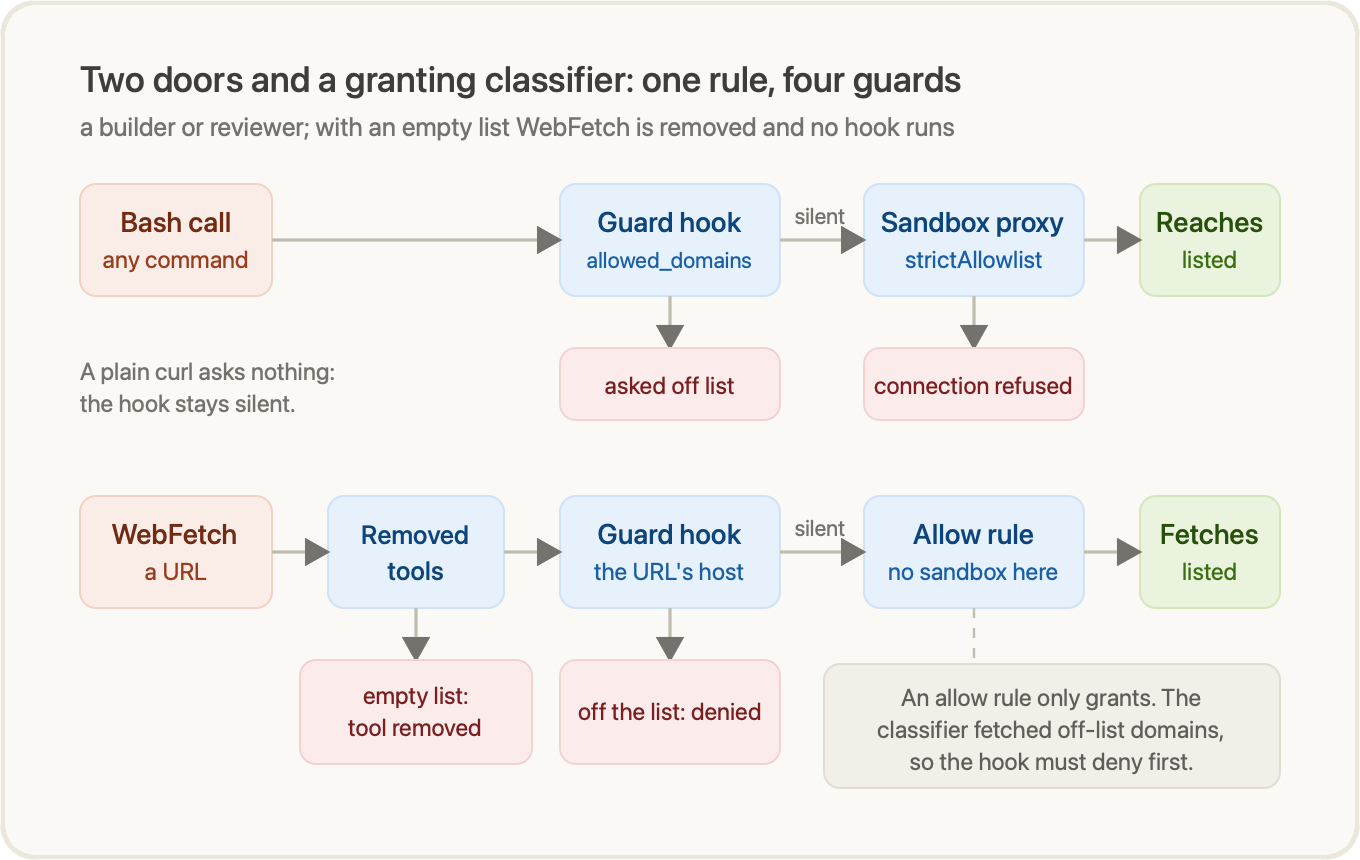 Two doors and a granting classifier: one rule, four guards
a builder or reviewer; with an empty list WebFetch is removed and no hook runs
Bash call
any command
Guard hook
allowed_domains
silent
Sandbox proxy
strictAllowlist
Reaches
listed
asked off list
connection refused
A plain curl asks nothing:
the hook stays silent.
WebFetch
a URL
Removed
tools
Guard hook
the URL's host
silent
Allow rule
no sandbox here
Fetches
listed
empty list:
tool removed
off the list: denied
An allow rule only grants. The
classifier fetched off-list domains,
so the hook must deny first.